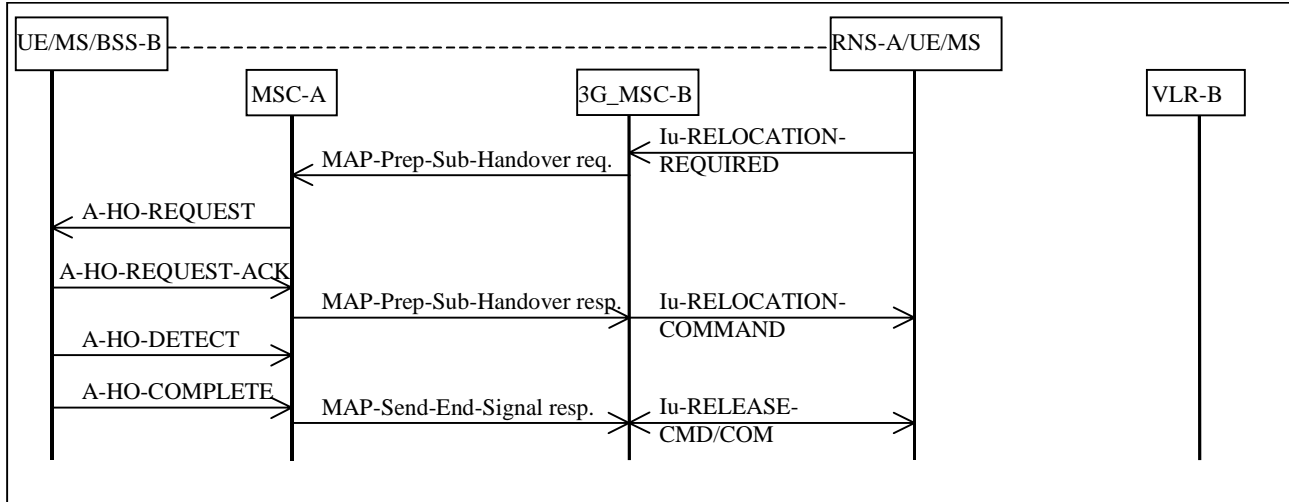 UE/MS/BSS-B
RNS-A/UE/MS
MSC-A
3G_MSC-B
VLR-B
Iu-RELOCATION-
REQUIRED
MAP-Prep-Sub-Handover req.
A-HO-REQUEST
A-HO-REQUEST-ACK
MAP-Prep-Sub-Handover resp.
Iu-RELOCATION-
COMMAND
A-HO-DETECT
A-HO-COMPLETE
MAP-Send-End-Signal resp.
Iu-RELEASE-
CMD/COM